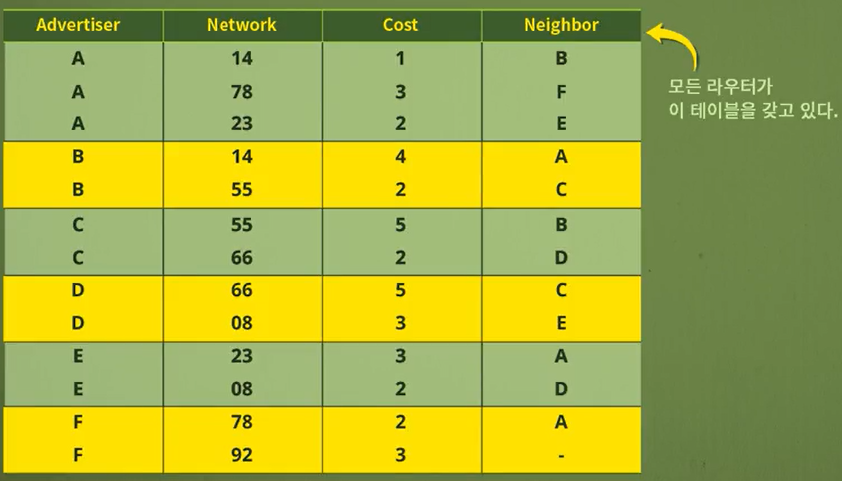 Advertiser Network Cost Neighbor
A 14 1 B
A 78 3 F
A 23 2 E
B 14 4 A
B 55 2 C
C 55 5 B
C 66 2 D
D 66 5 C
D 08 3 E
E 23 3 A
E 08 2 D
F 78 2 A
F 92 3 -
모든 라우터가
이 테이블을 갖고 있다.